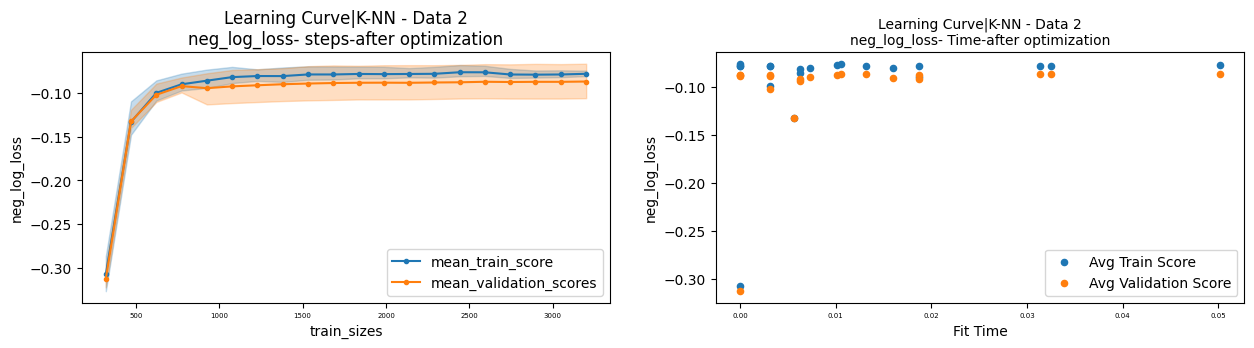 Learning Curve|K-NN - Data 2
neg_log_loss- steps-after optimization
neg_log_loss
−0.10
−0.15
−0.20
−0.25
−0.30
500
1000
1500
2000
2500
3000
train_sizes
mean_train_score
mean_validation_scores
Learning Curve|K-NN - Data 2
neg_log_loss- Time-after optimization
neg_log_loss
−0.10
−0.15
−0.20
−0.25
−0.30
0.00
0.01
0.02
0.03
0.04
0.05
Fit Time
Avg Train Score
Avg Validation Score